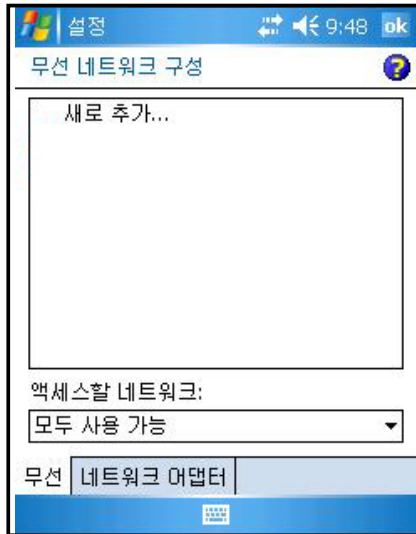 설정 9:48 ok
무선 네트워크 구성
새로 추가...
액세스할 네트워크:
모두 사용 가능
무선 네트워크 어댑터